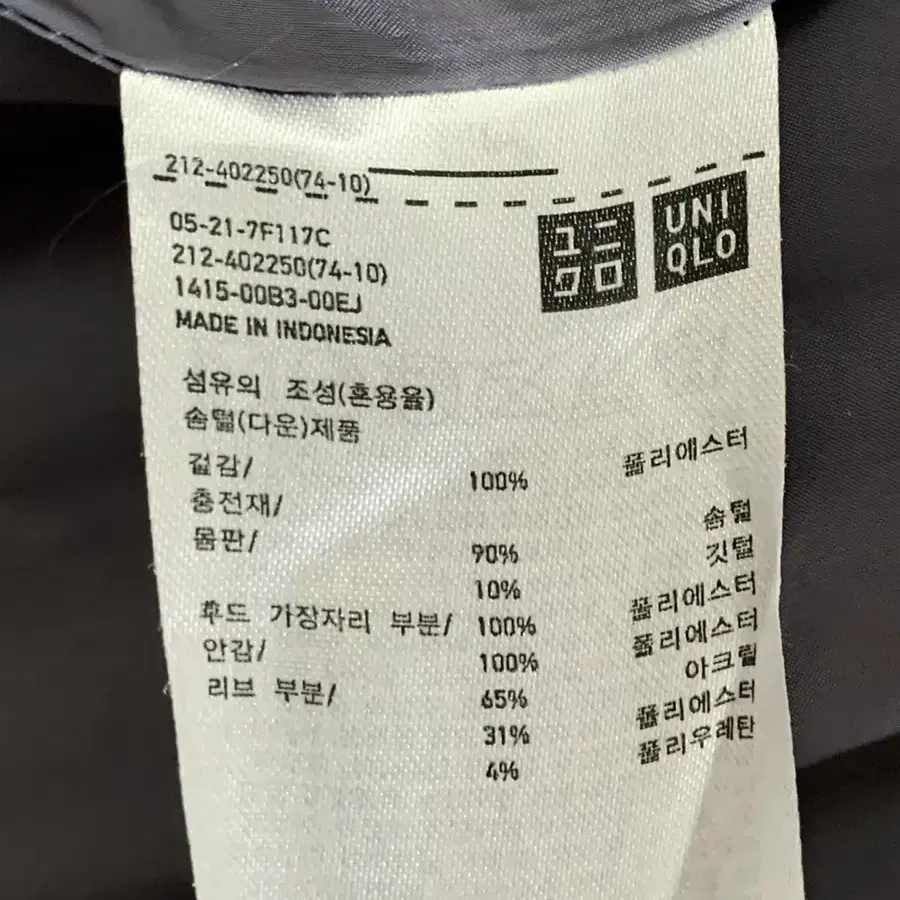 212-402250(74-10)
ユニ
クロ
UNI
QLO
05-21-7F117C
212-402250(74-10)
1415-00B3-00EJ
MADE IN INDONESIA
섬유의 조성(혼용율)
솜털(다운)제품
겉감/ 100% 폴리에스터
충전재/
몸판/ 90% 솜털
10% 깃털
후드 가장자리 부분/ 100% 폴리에스터
안감/ 100% 폴리에스터
리브 부분/ 65% 아크릴
31% 폴리에스터
4% 폴리우레탄